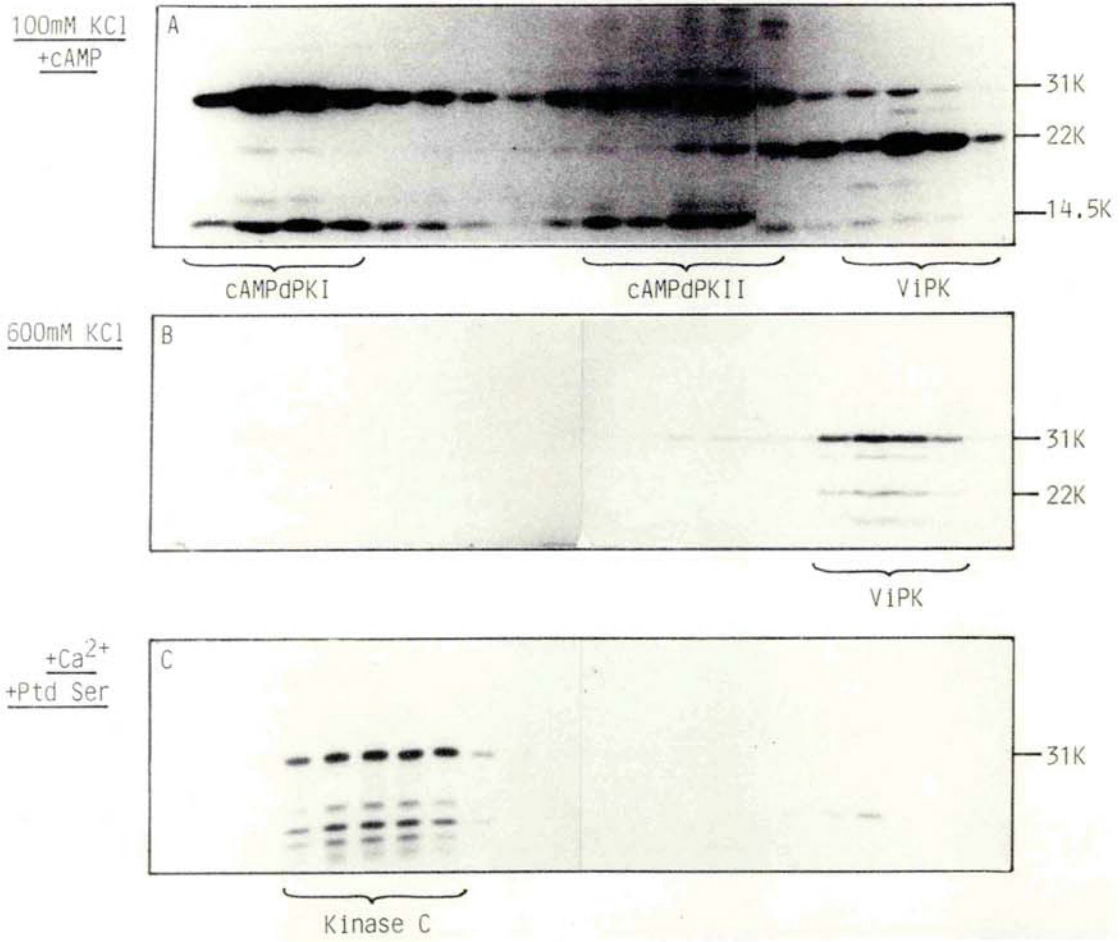 100mM KCl
+cAMP
A
31K
22K
14.5K
cAMPdPKI
cAMPdPKII
ViPK
600mM KCl
B
31K
22K
ViPK
+Ca²⁺
+Ptd Ser
C
31K
Kinase C